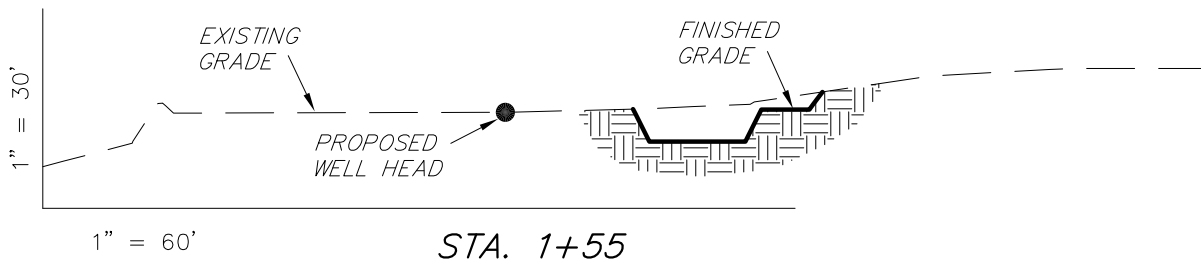 EXISTING
GRADE
FINISHED
GRADE
1" = 30'
PROPOSED
WELL HEAD
1" = 60'
STA. 1+55